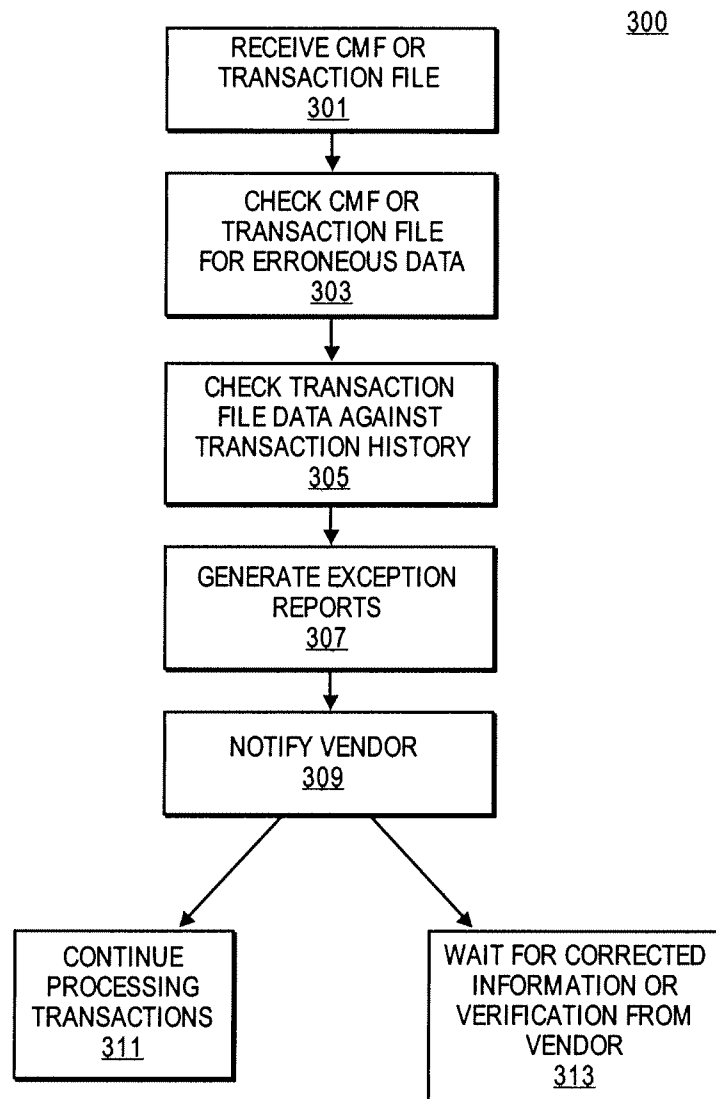 300
RECEIVE CMF OR
TRANSACTION FILE
301
CHECK CMF OR
TRANSACTION FILE
FOR ERRONEOUS DATA
303
CHECK TRANSACTION
FILE DATA AGAINST
TRANSACTION HISTORY
305
GENERATE EXCEPTION
REPORTS
307
NOTIFY VENDOR
309
CONTINUE
PROCESSING
TRANSACTIONS
311
WAIT FOR CORRECTED
INFORMATION OR
VERIFICATION FROM
VENDOR
313